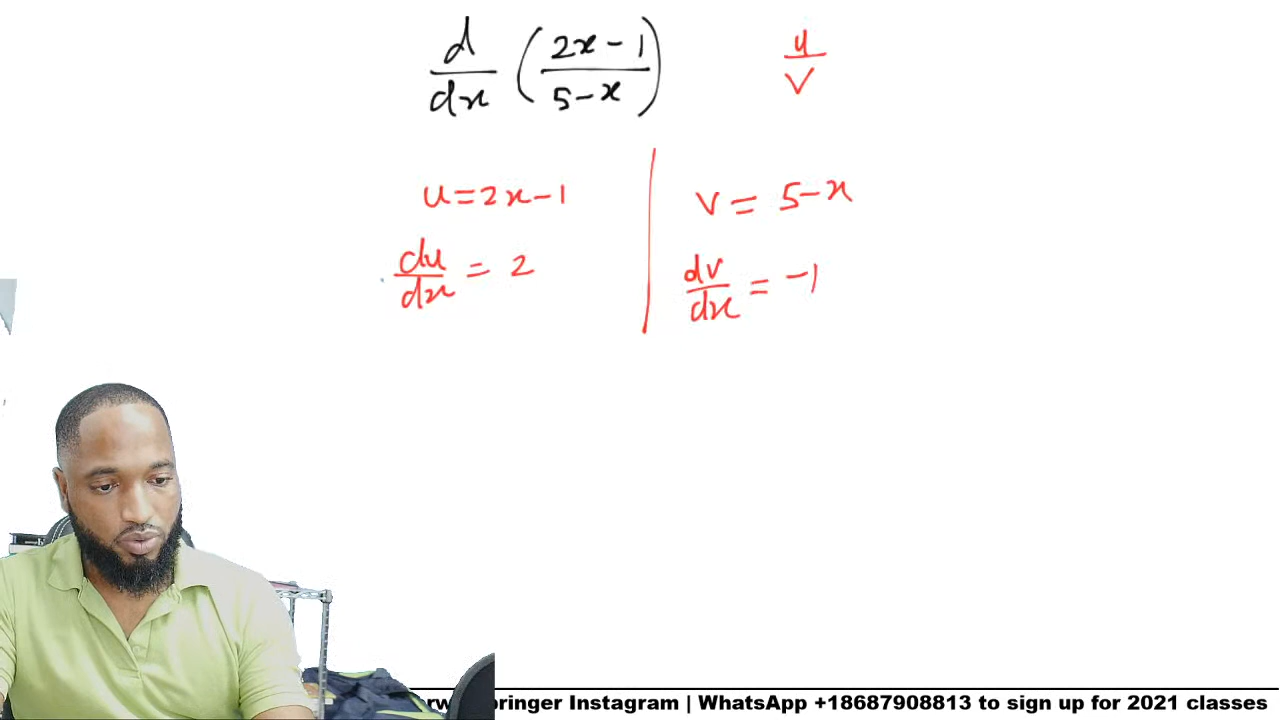 d/dx (2x-1 / 5-x) u/v
u=2x-1 v = 5-x
du/dx = 2 dv/dx = -1
pringer Instagram | WhatsApp +18687908813 to sign up for 2021 classes